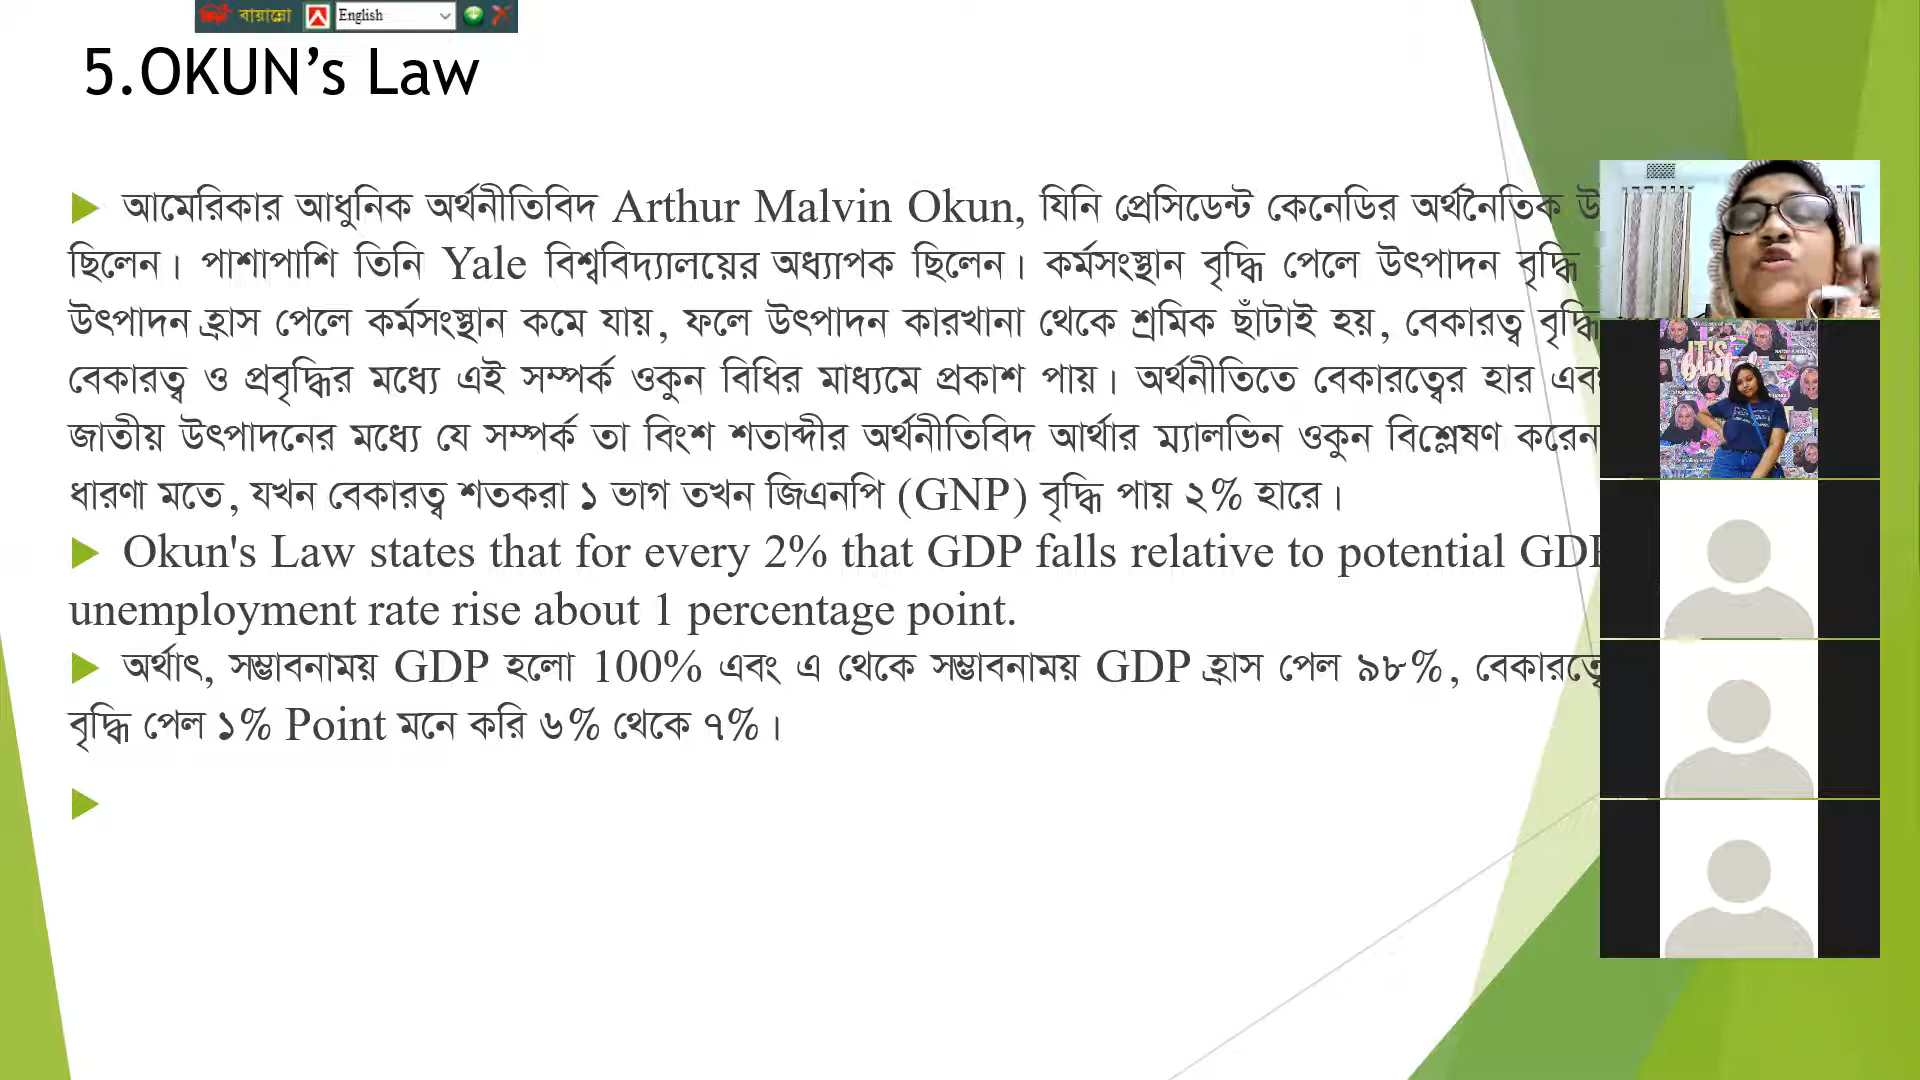 বায়ান্নো
English
5.OKUN’s Law
আমেরিকার আধুনিক অর্থনীতিবিদ Arthur Malvin Okun, যিনি প্রেসিডেন্ট কেনেডির অর্থনৈতিক
ছিলেন। পাশাপাশি তিনি Yale বিশ্ববিদ্যালয়ের অধ্যাপক ছিলেন। কর্মসংস্থান বৃদ্ধি পেলে উৎপাদন বৃদ্ধি
উৎপাদন হ্রাস পেলে কর্মসংস্থান কমে যায়, ফলে উৎপাদন কারখানা থেকে শ্রমিক ছাঁটাই হয়, বেকারত্ব বৃদ্ধি
বেকারত্ব ও প্রবৃদ্ধির মধ্যে এই সম্পর্ক ওকুন বিধির মাধ্যমে প্রকাশ পায়। অর্থনীতিতে বেকারত্বের হার
জাতীয় উৎপাদনের মধ্যে যে সম্পর্ক তা বিংশ শতাব্দীর অর্থনীতিবিদ আর্থার ম্যালভিন ওকুন বিশ্লেষণ করেন
ধারণা মতে, যখন বেকারত্ব শতকরা ১ ভাগ তখন জিএনপি (GNP) বৃদ্ধি পায় ২% হারে।
Okun's Law states that for every 2% that GDP falls relative to potential GDP
unemployment rate rise about 1 percentage point.
অর্থাৎ, সম্ভাবনাময় GDP হলো 100% এবং এ থেকে সম্ভাবনাময় GDP হ্রাস পেল ৯৮%,
বৃদ্ধি পেল ১% Point মনে করি ৬% থেকে ৭%।
IT'S